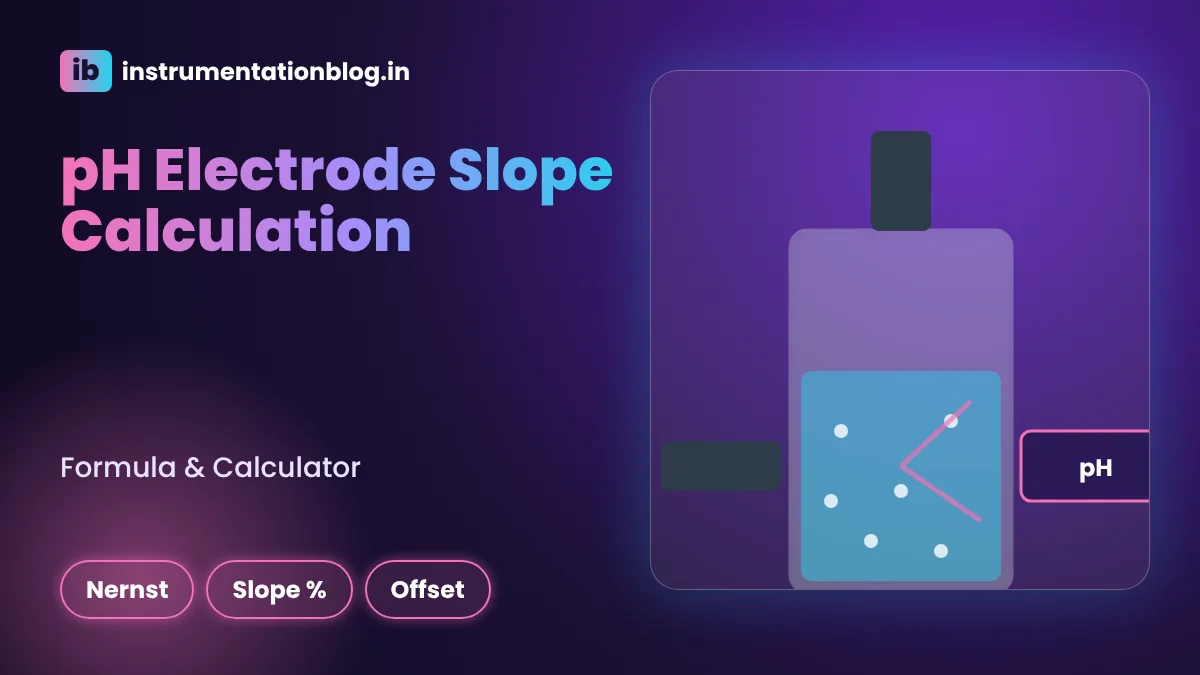 ib instrumentationblog.in
pH Electrode Slope
Calculation
Formula & Calculator
Nernst
Slope %
Offset
pH